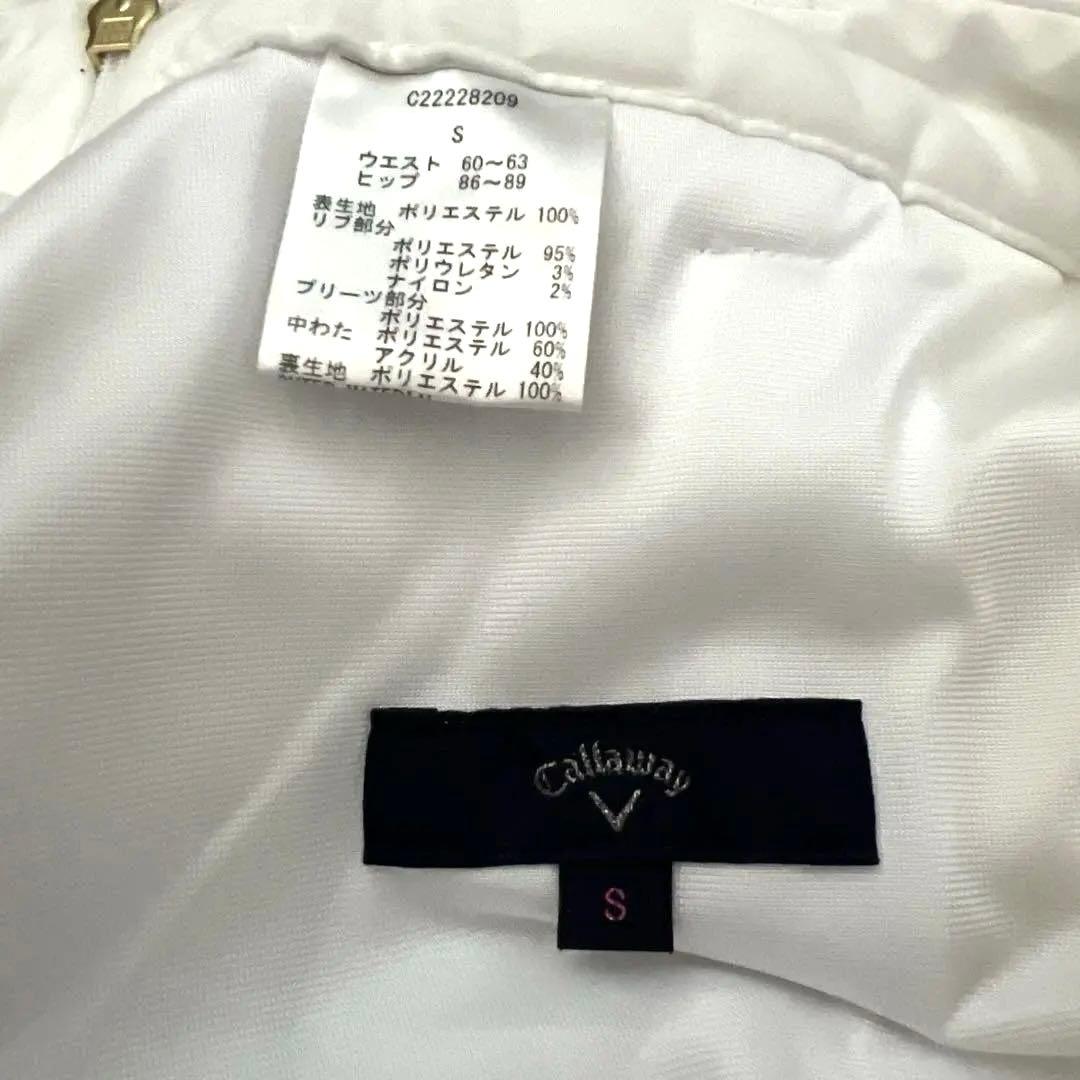 C22228209
S
ウエスト 60～63
ヒップ 86～89
表生地 ポリエステル 100%
リブ部分
ポリエステル 95%
ポリウレタン 3%
ナイロン 2%
プリーツ部分
ポリエステル 100%
中わた ポリエステル 60%
アクリル 40%
裏生地 ポリエステル 100%
Callaway
S